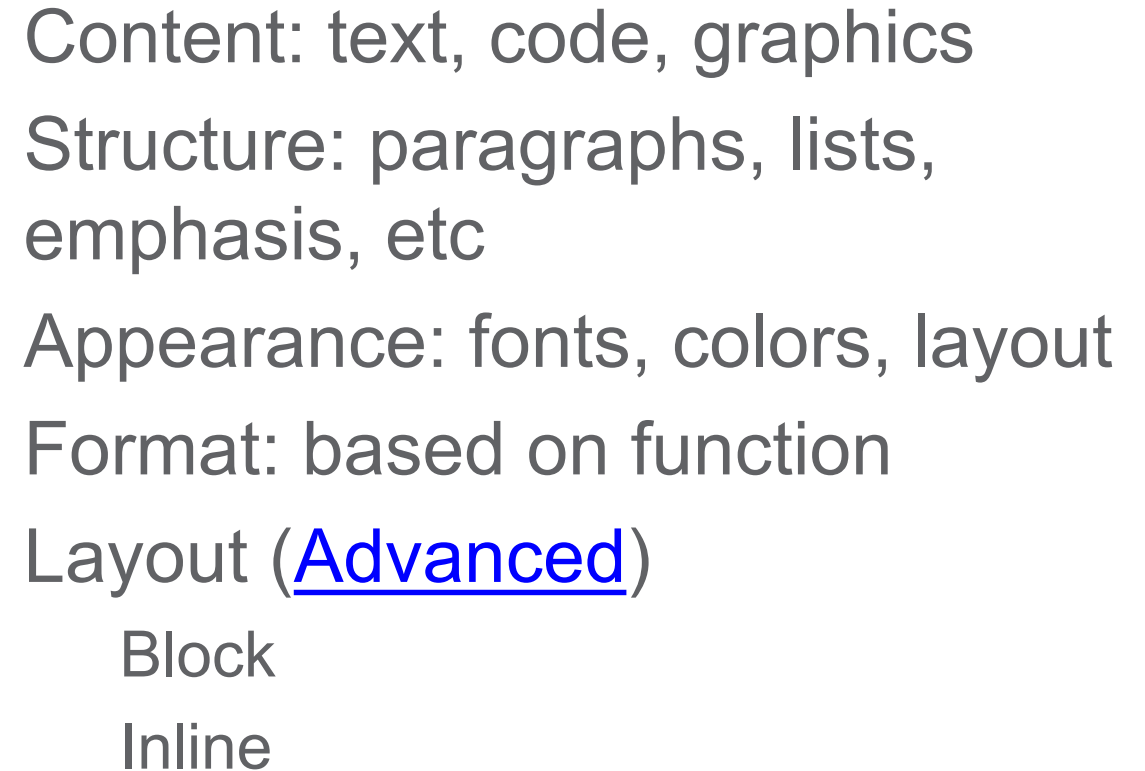 Content: text, code, graphics
Structure: paragraphs, lists,
emphasis, etc
Appearance: fonts, colors, layout
Format: based on function
Layout (Advanced)
Block
Inline